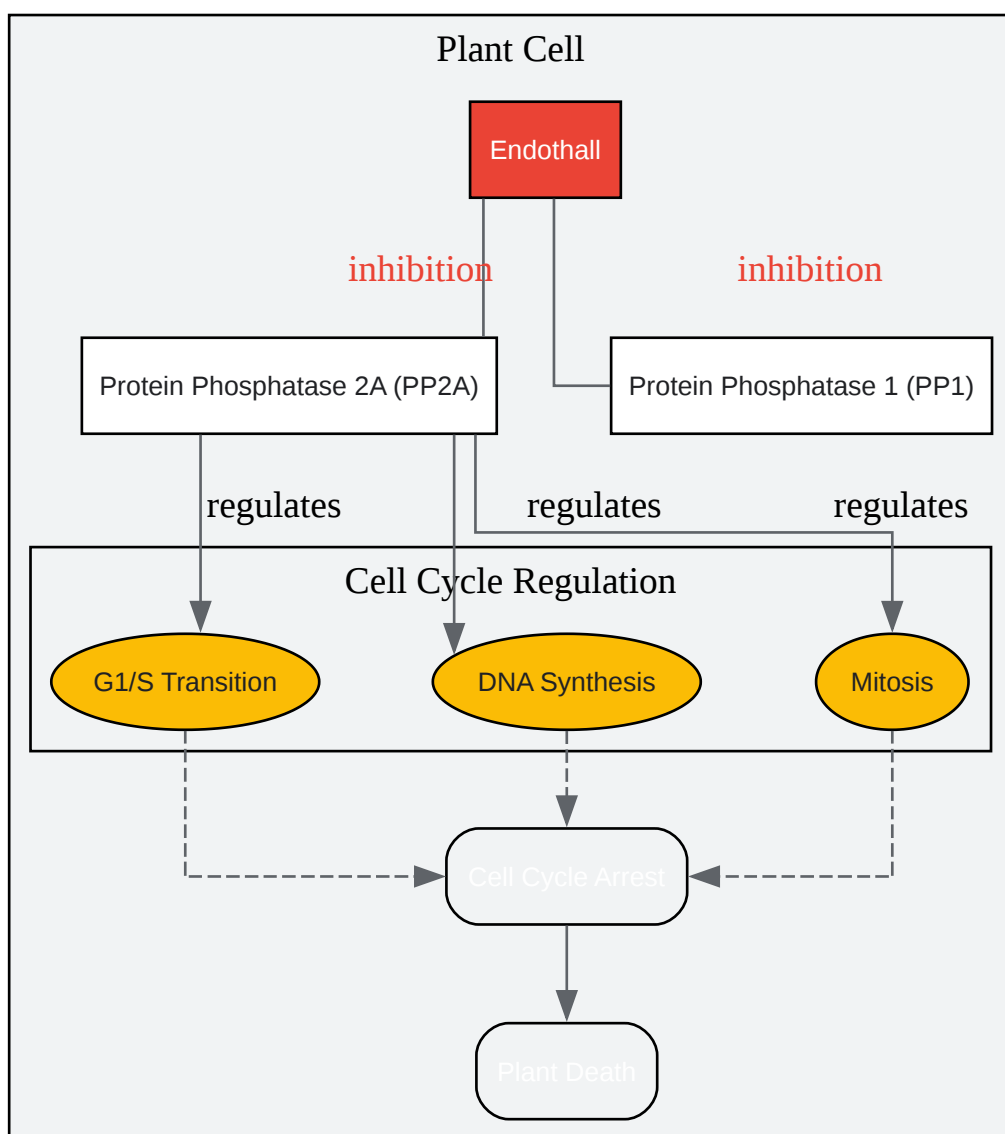 Plant Cell
Endothall
inhibition
inhibition
Protein Phosphatase 2A (PP2A)
Protein Phosphatase 1 (PP1)
regulates
regulates
regulates
Cell Cycle Regulation
G1/S Transition
DNA Synthesis
Mitosis
Cell Cycle Arrest
Plant Death